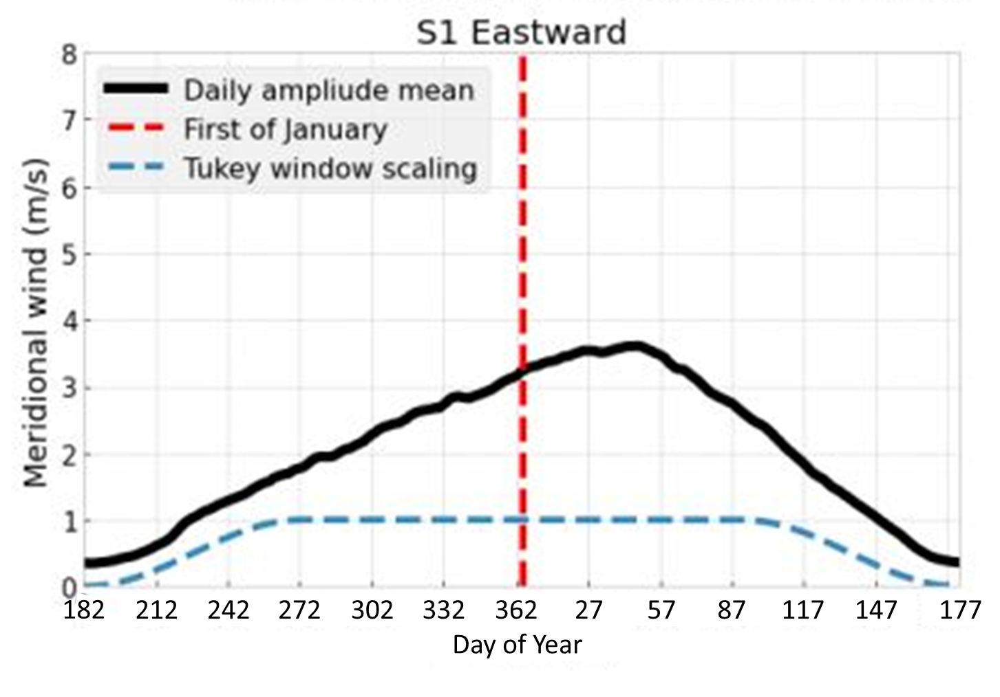 S1 Eastward
8
7
6
5
4
3
2
1
0
Meridional wind (m/s)
Daily ampliude mean
First of January
Tukey window scaling
182 212 242 272 302 332 362 27 57 87 117 147 177
Day of Year